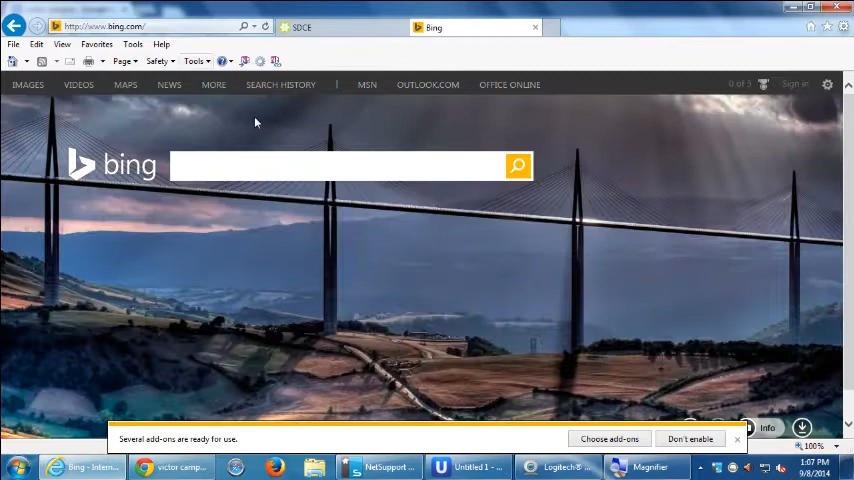 http://www.bing.com/
SDCE
Bing
File Edit View Favorites Tools Help
Page Safety Tools
IMAGES VIDEOS MAPS NEWS MORE SEARCH HISTORY | MSN OUTLOOK.COM OFFICE ONLINE
0 of 5 Sign in
bing
Info
Several add-ons are ready for use. Choose add-ons Don't enable
100%
Bing - Intern... victor camp... NetSupport ... Untitled 1 - ... Logitech® ... Magnifier
1:07 PM
9/8/2014